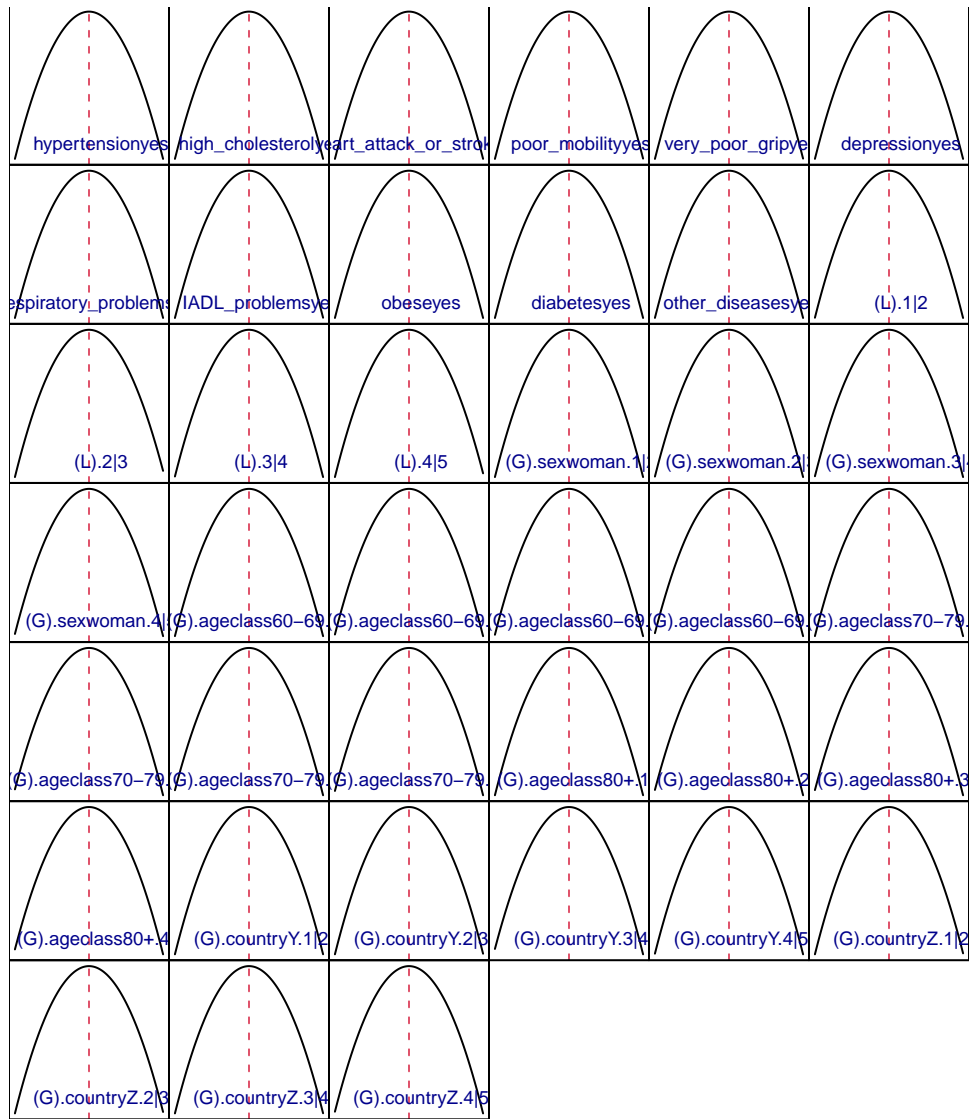 hypertensionyes high_cholesterolye art_attack_or_strok poor_mobilityyes very_poor_gripye depressionyes
espiratory_problems IADL_problemsye obeseyes diabetesyes other_diseasesye (L).1|2
(L).2|3 (L).3|4 (L).4|5 (G).sexwoman.1|2 (G).sexwoman.2|3 (G).sexwoman.3|4
(G).sexwoman.4| (G).ageclass60−69. (G).ageclass60−69. (G).ageclass60−69. (G).ageclass60−69. (G).ageclass70−79.
(G).ageclass70−79. (G).ageclass70−79. (G).ageclass70−79. (G).ageclass80+.1 (G).ageclass80+.2 (G).ageclass80+.3
(G).ageclass80+.4 (G).countryY.1|2 (G).countryY.2|3 (G).countryY.3|4 (G).countryY.4|5 (G).countryZ.1|2
(G).countryZ.2|3 (G).countryZ.3|4 (G).countryZ.4|5